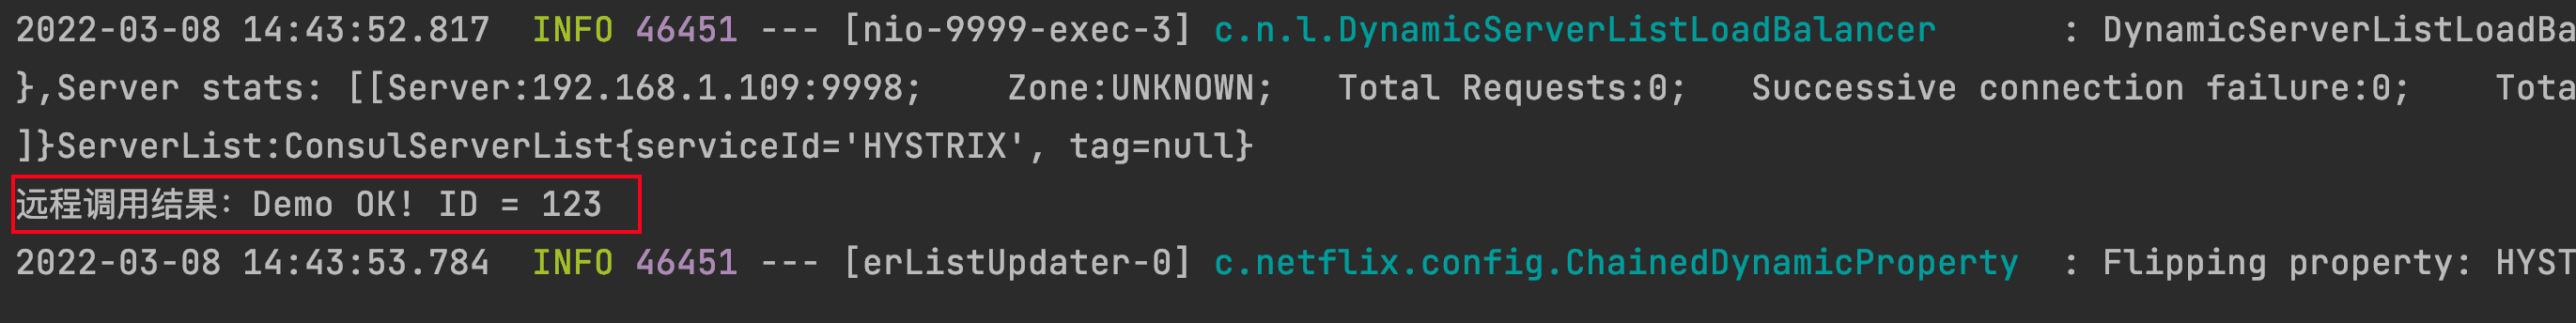 2022-03-08 14:43:52.817  INFO 46451 --- [nio-9999-exec-3] c.n.l.DynamicServerListLoadBalancer      : DynamicServerListLoadBa
},Server stats: [[Server:192.168.1.109:9998;    Zone:UNKNOWN;   Total Requests:0;   Successive connection failure:0;    Tota
]}ServerList:ConsulServerList{serviceId='HYSTRIX', tag=null}
远程调用结果：Demo OK! ID = 123
2022-03-08 14:43:53.784  INFO 46451 --- [erListUpdater-0] c.netflix.config.ChainedDynamicProperty  : Flipping property: HYST